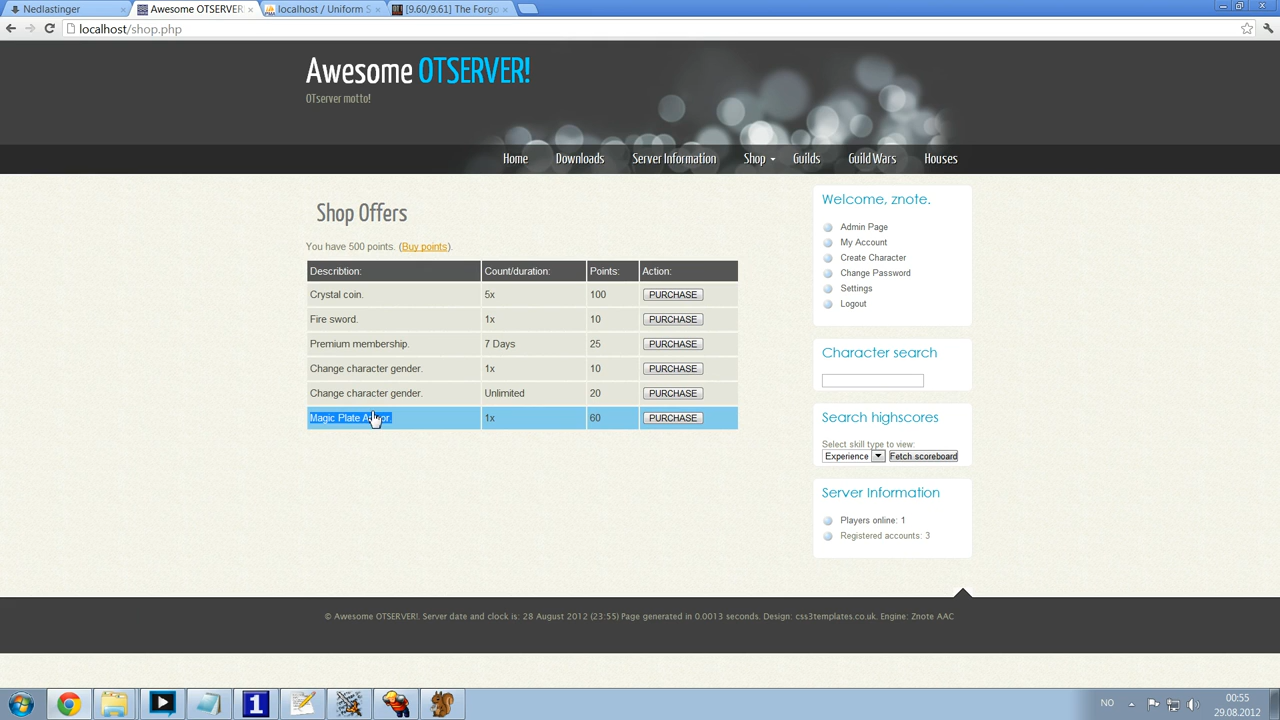 Nedlastinger
Awesome OTSERVER!
localhost / Uniform S
[9.60/9.61] The Forgo
localhost/shop.php
Awesome OTSERVER!
OTserver motto!
Home Downloads Server Information Shop Guilds Guild Wars Houses
Shop Offers
You have 500 points. (Buy points).
Describtion: Count/duration: Points: Action:
Crystal coin. 5x 100 PURCHASE
Fire sword. 1x 10 PURCHASE
Premium membership. 7 Days 25 PURCHASE
Change character gender. 1x 10 PURCHASE
Change character gender. Unlimited 20 PURCHASE
Magic Plate 1x 60 PURCHASE
Welcome, znote.
Admin Page
My Account
Create Character
Change Password
Settings
Logout
Character search
Search highscores
Select skill type to view:
Experience Fetch scoreboard
Server Information
Players online: 1
Registered accounts: 3
© Awesome OTSERVER!. Server date and clock is: 28 August 2012 (23:55) Page generated in 0.0013 seconds. Design: css3templates.co.uk. Engine: Znote AAC
1
NO
00:55
29.08.2012